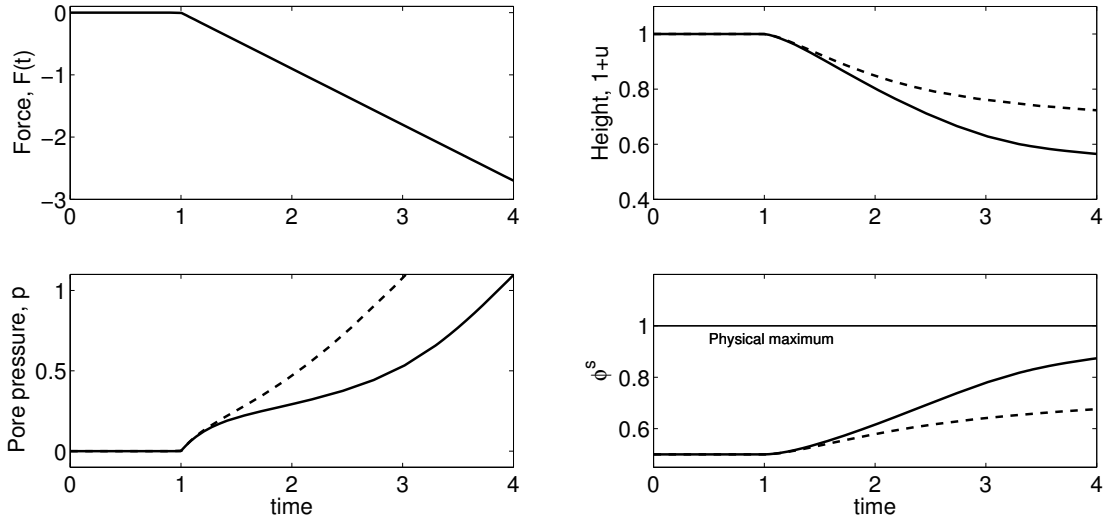 Force, F(t)
0
−1
−2
−3
0 1 2 3 4
Height, 1+u
1
0.8
0.6
0.4
0 1 2 3 4
Pore pressure, p
1
0.5
0
0 1 2 3 4
time
ϕˢ
1
0.8
0.6
Physical maximum
0 1 2 3 4
time